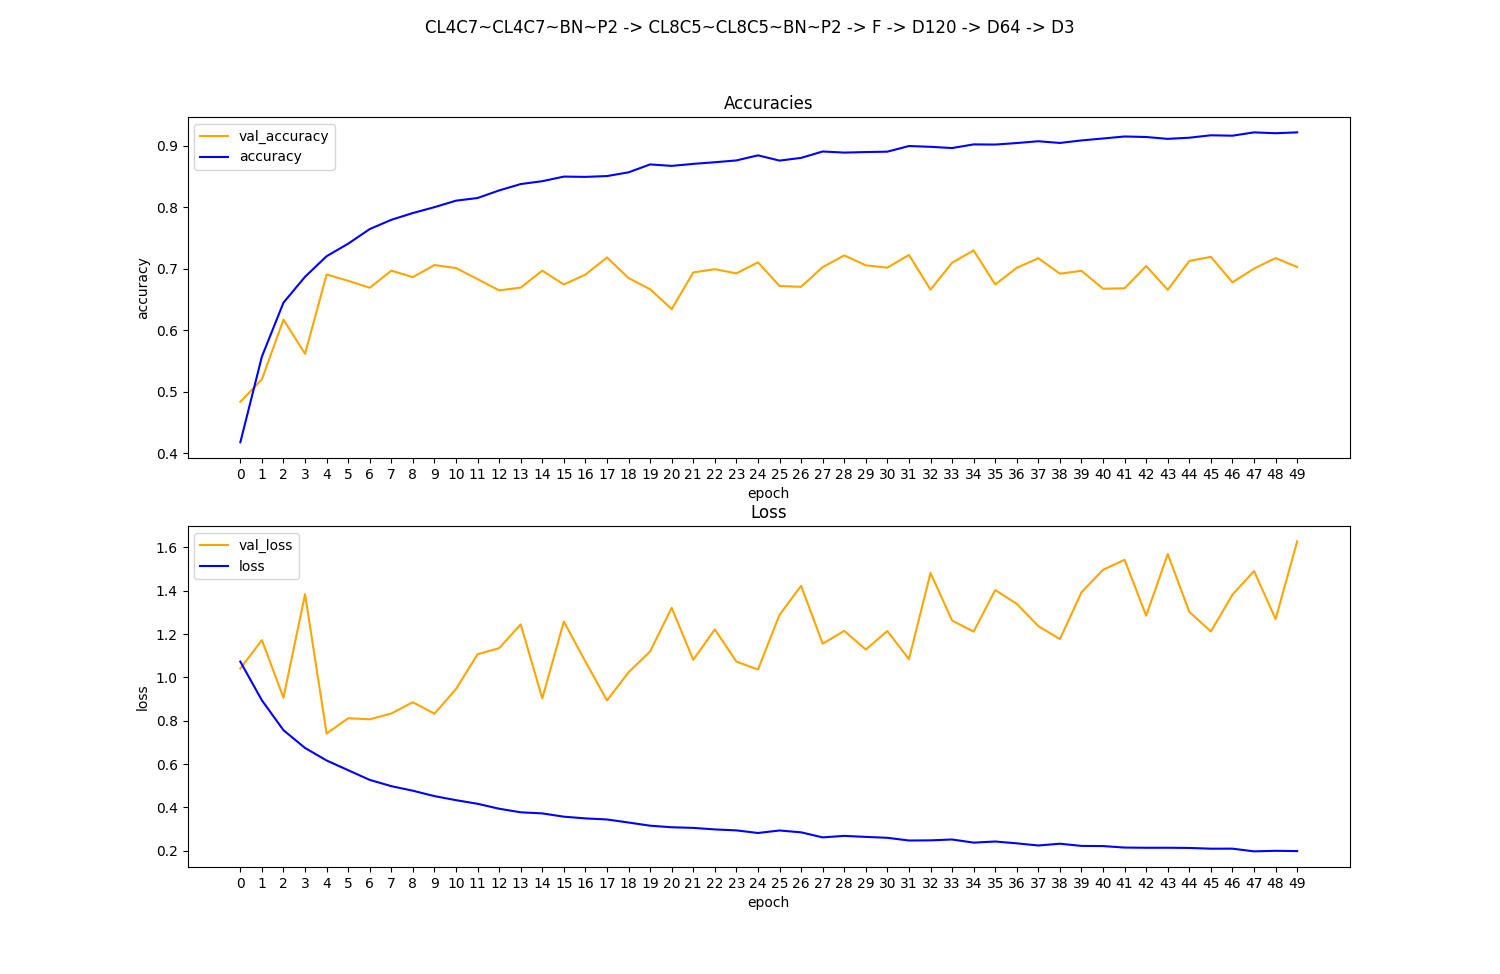 CL4C7~CL4C7~BN~P2 -> CL8C5~CL8C5~BN~P2 -> F -> D120 -> D64 -> D3
Accuracies
val_accuracy
accuracy
0.9
0.8
0.7
0.6
0.5
0.4
accuracy
0 1 2 3 4 5 6 7 8 9 10 11 12 13 14 15 16 17 18 19 20 21 22 23 24 25 26 27 28 29 30 31 32 33 34 35 36 37 38 39 40 41 42 43 44 45 46 47 48 49
epoch
Loss
val_loss
loss
1.6
1.4
1.2
1.0
0.8
0.6
0.4
0.2
loss
0 1 2 3 4 5 6 7 8 9 10 11 12 13 14 15 16 17 18 19 20 21 22 23 24 25 26 27 28 29 30 31 32 33 34 35 36 37 38 39 40 41 42 43 44 45 46 47 48 49
epoch